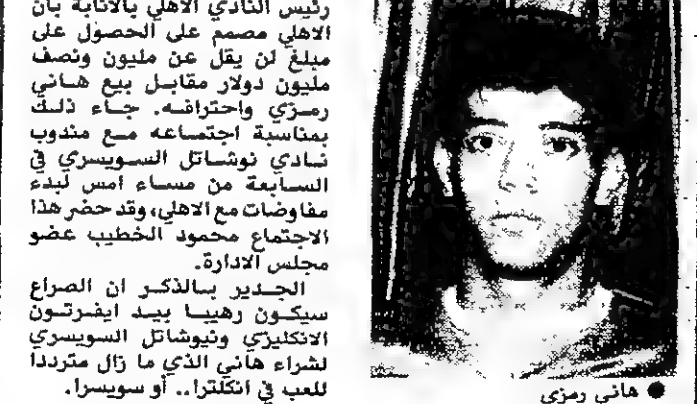 رئيس النادي الاهلي بالانابة بان
الاهلي مصمم على الحصول على
مبلغ لن يقل عن مليون ونصف
مليون دولار مقابل بيع هاني
رمزي واحترافه. جاء ذلك
بمناسبة اجتماعه مع مندوب
نادي نوشاتل السويسري في
السابعة من مساء امس لبدء
مفاوضات مع الاهلي، وقد حضر هذا
الاجتماع محمود الخطيب عضو
مجلس الادارة.
الجدير بالذكر ان الصراع
سيكون رهيبا بيد ايفرتون
الانكليزي ونيوشاتل السويسري
لشراء هاني الذي ما زال مترددا
للعب في انكلترا.. أو سويسرا.
● هاني رمزي